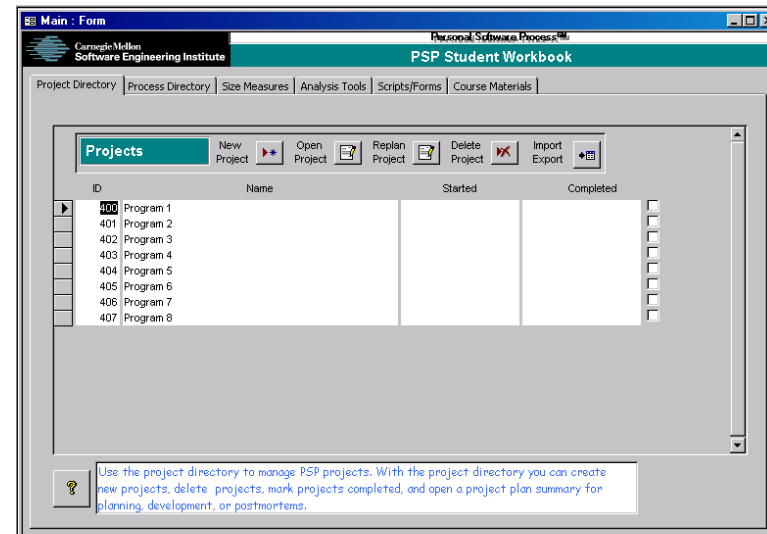 Main : Form
Personal Software Process SM
Carnegie Mellon
Software Engineering Institute
PSP Student Workbook
Project Directory Process Directory Size Measures Analysis Tools Scripts/Forms Course Materials
Projects
New Project
Open Project
Replan Project
Delete Project
Import Export
ID Name Started Completed
400 Program 1
401 Program 2
402 Program 3
403 Program 4
404 Program 5
405 Program 6
406 Program 7
407 Program 8
Use the project directory to manage PSP projects. With the project directory you can create
new projects, delete projects, mark projects completed, and open a project plan summary for
planning, development, or postmortems.